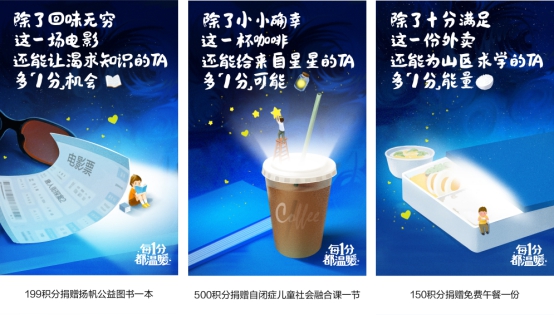 除了回味无穷
这一场电影
还能让渴求知识的TA
多“1分”机会
电影票
每1分
都温暖
199积分捐赠扬帆公益图书一本
除了小小确幸
这一杯咖啡
还能给来自星星的TA
多“1分”可能
Coffee
每1分
都温暖
500积分捐赠自闭症儿童社会融合课一节
除了十分满足
这一份外卖
还能为山区求学的TA
多“1分”能量
每1分
都温暖
150积分捐赠免费午餐一份